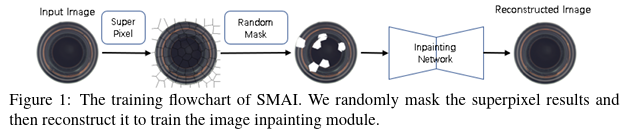 Input Image
Super
Pixel
Random
Mask
Inpainting
Network
Reconstructed Image
Figure 1: The training flowchart of SMAI. We randomly mask the superpixel results and
then reconstruct it to train the image inpainting module.